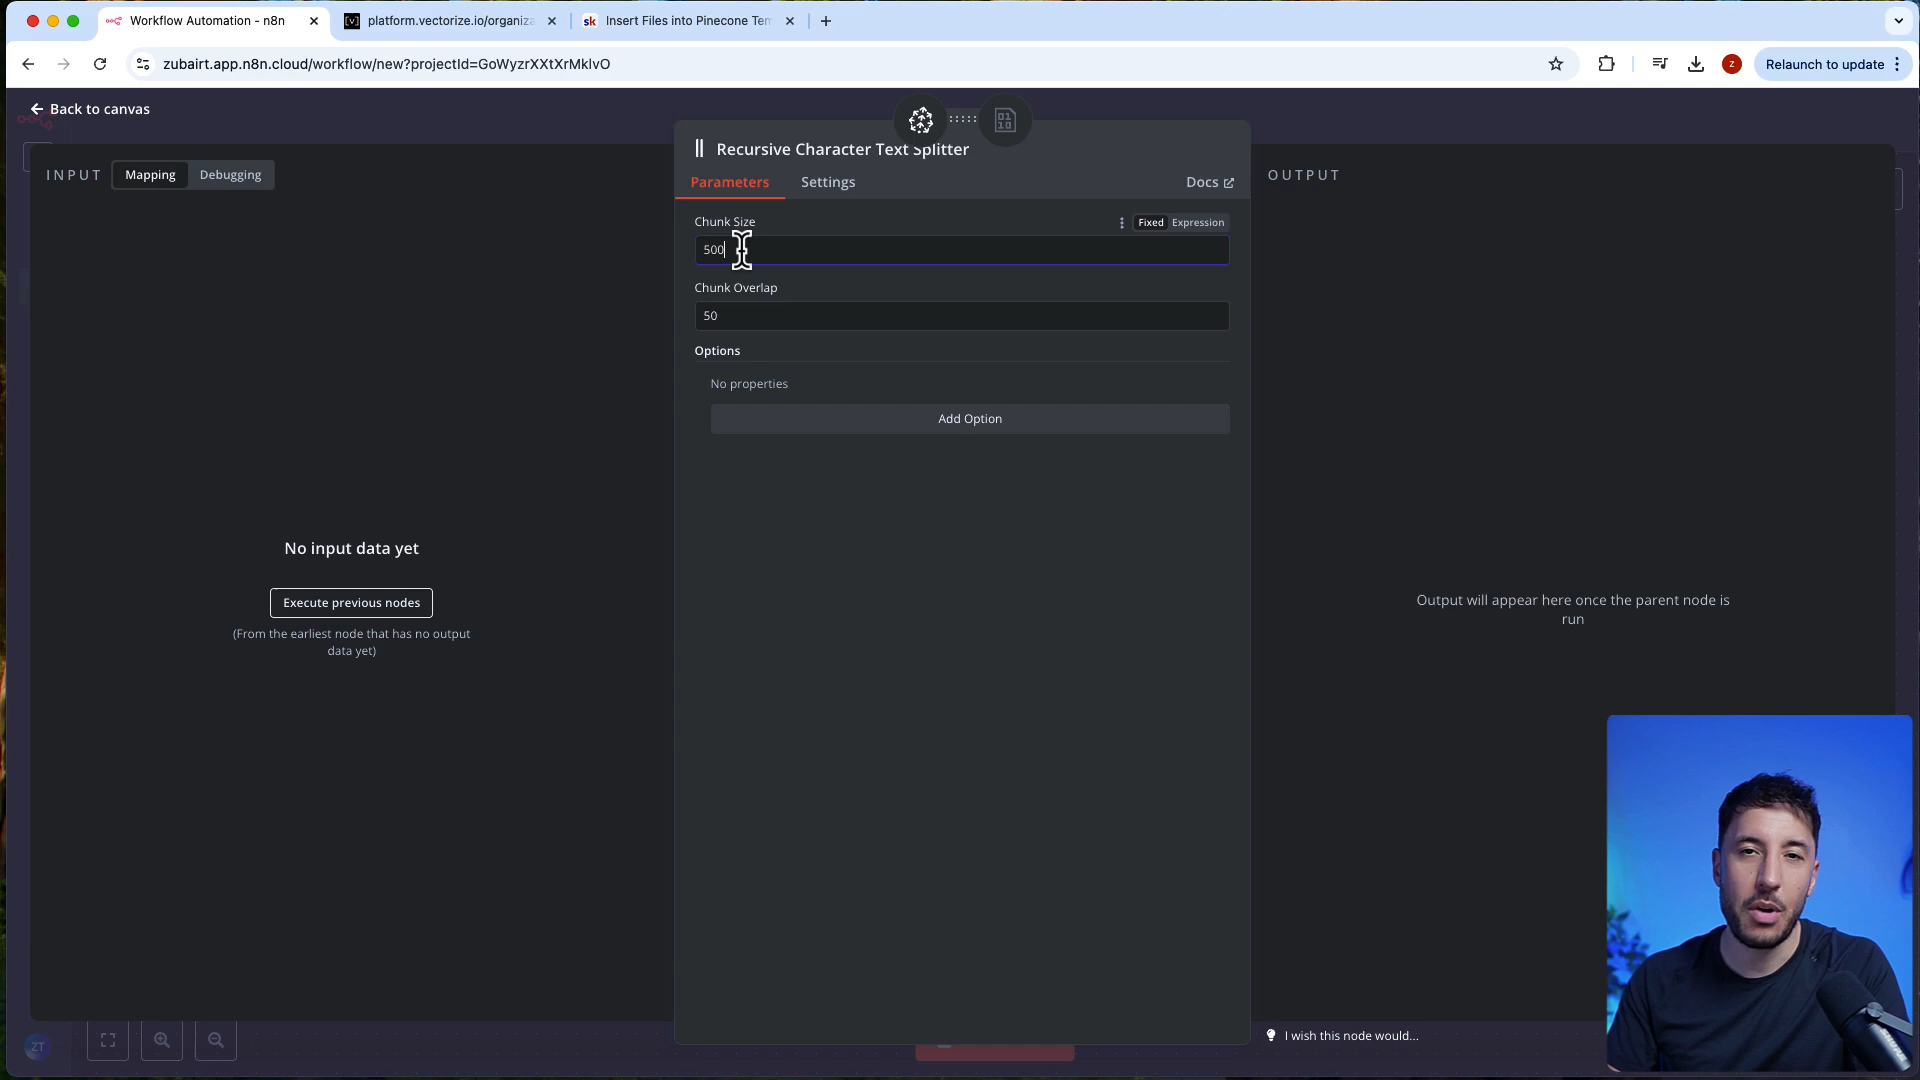 Workflow Automation - n8n
platform.vectorize.io/organiza
Insert Files into Pinecone Tem
zubairt.app.n8n.cloud/workflow/new?projectId=GoWyzrXXtXrMklvO
Relaunch to update
Back to canvas
Recursive Character Text Splitter
INPUT
Mapping
Debugging
OUTPUT
Parameters
Settings
Docs
Chunk Size
Fixed
Expression
500
Chunk Overlap
50
Options
No properties
Add Option
No input data yet
Execute previous nodes
(From the earliest node that has no output
data yet)
Output will appear here once the parent node is
run
I wish this node would...
ZT